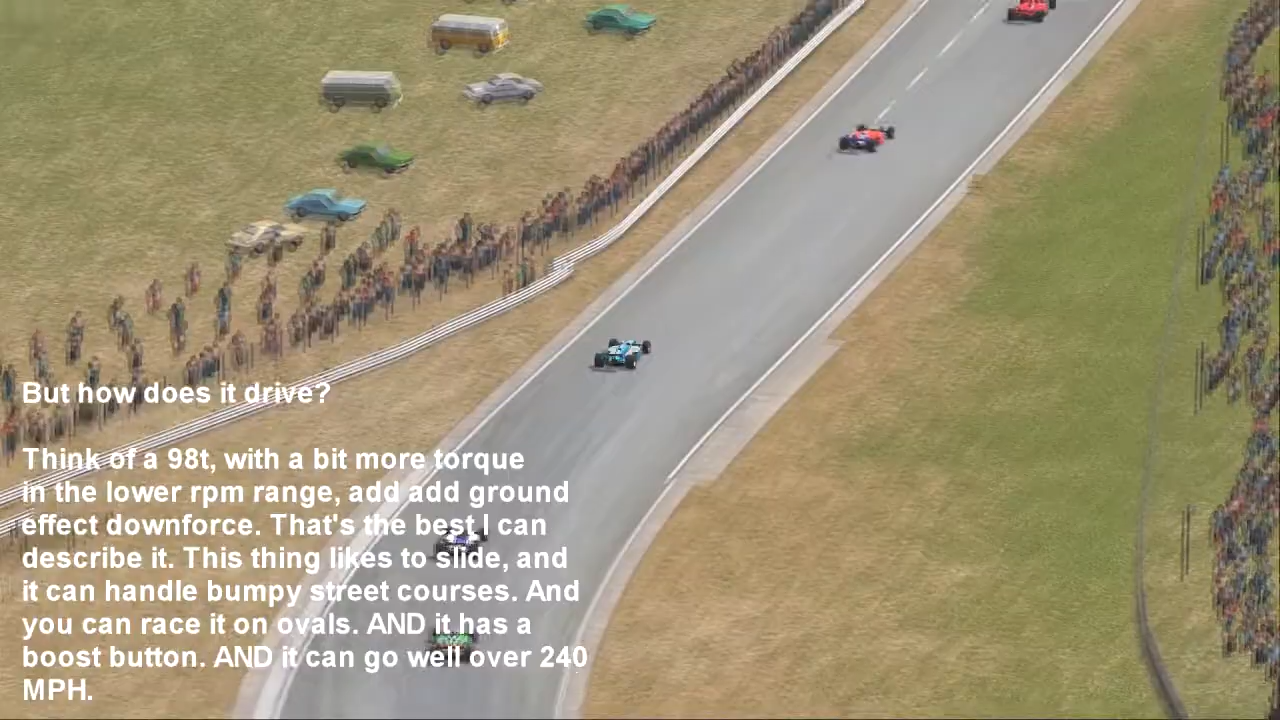 But how does it drive?
Think of a 98t, with a bit more torque
in the lower rpm range, add add ground
effect downforce. That's the best I can
describe it. This thing likes to slide, and
it can handle bumpy street courses. And
you can race it on ovals. AND it has a
boost button. AND it can go well over 240
MPH.